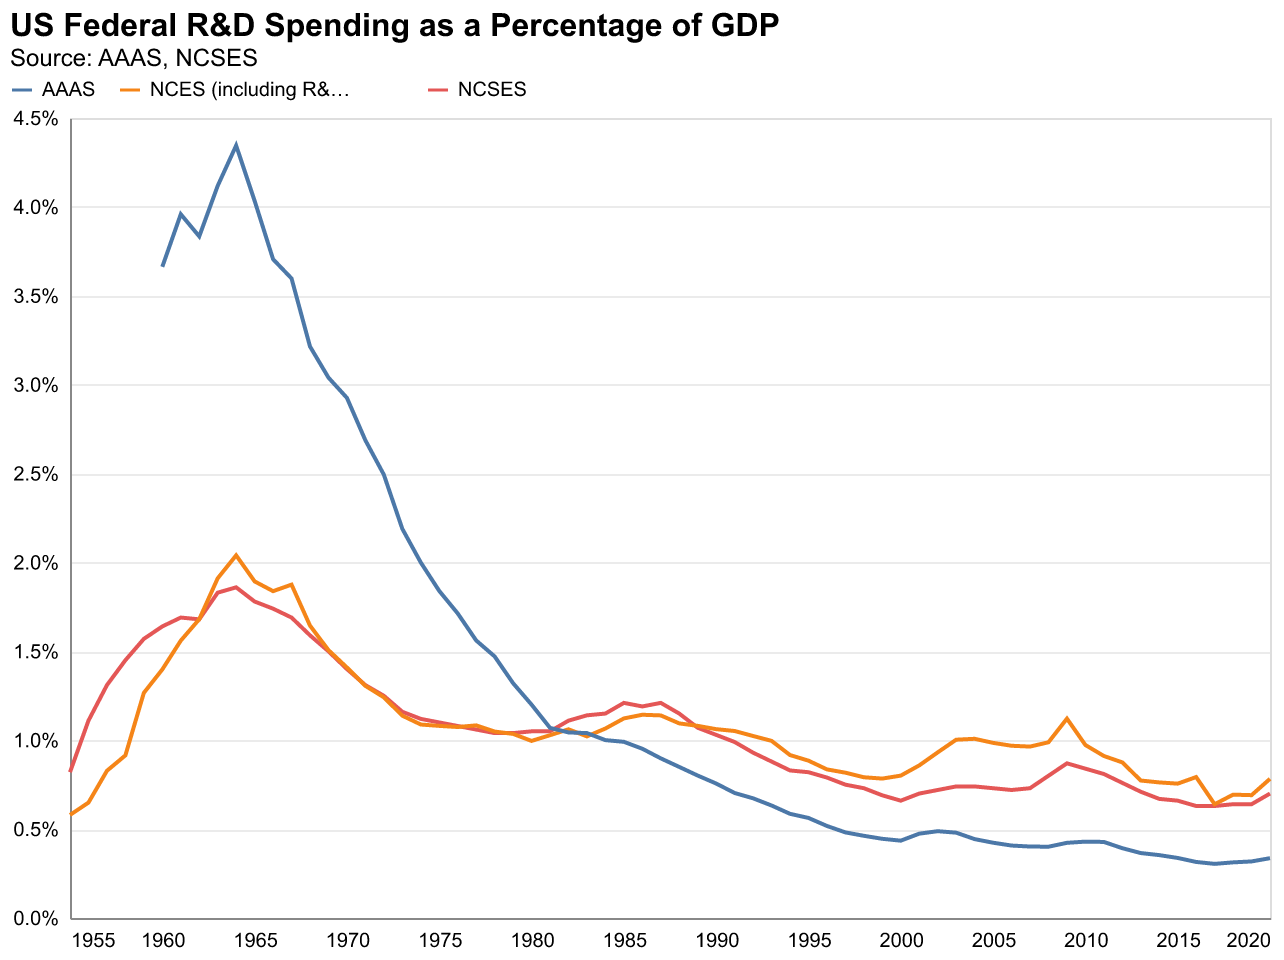 US Federal R&D Spending as a Percentage of GDP
Source: AAAS, NCSES
AAAS NCES (including R&… NCSES
4.5%
4.0%
3.5%
3.0%
2.5%
2.0%
1.5%
1.0%
0.5%
0.0%
1955 1960 1965 1970 1975 1980 1985 1990 1995 2000 2005 2010 2015 2020